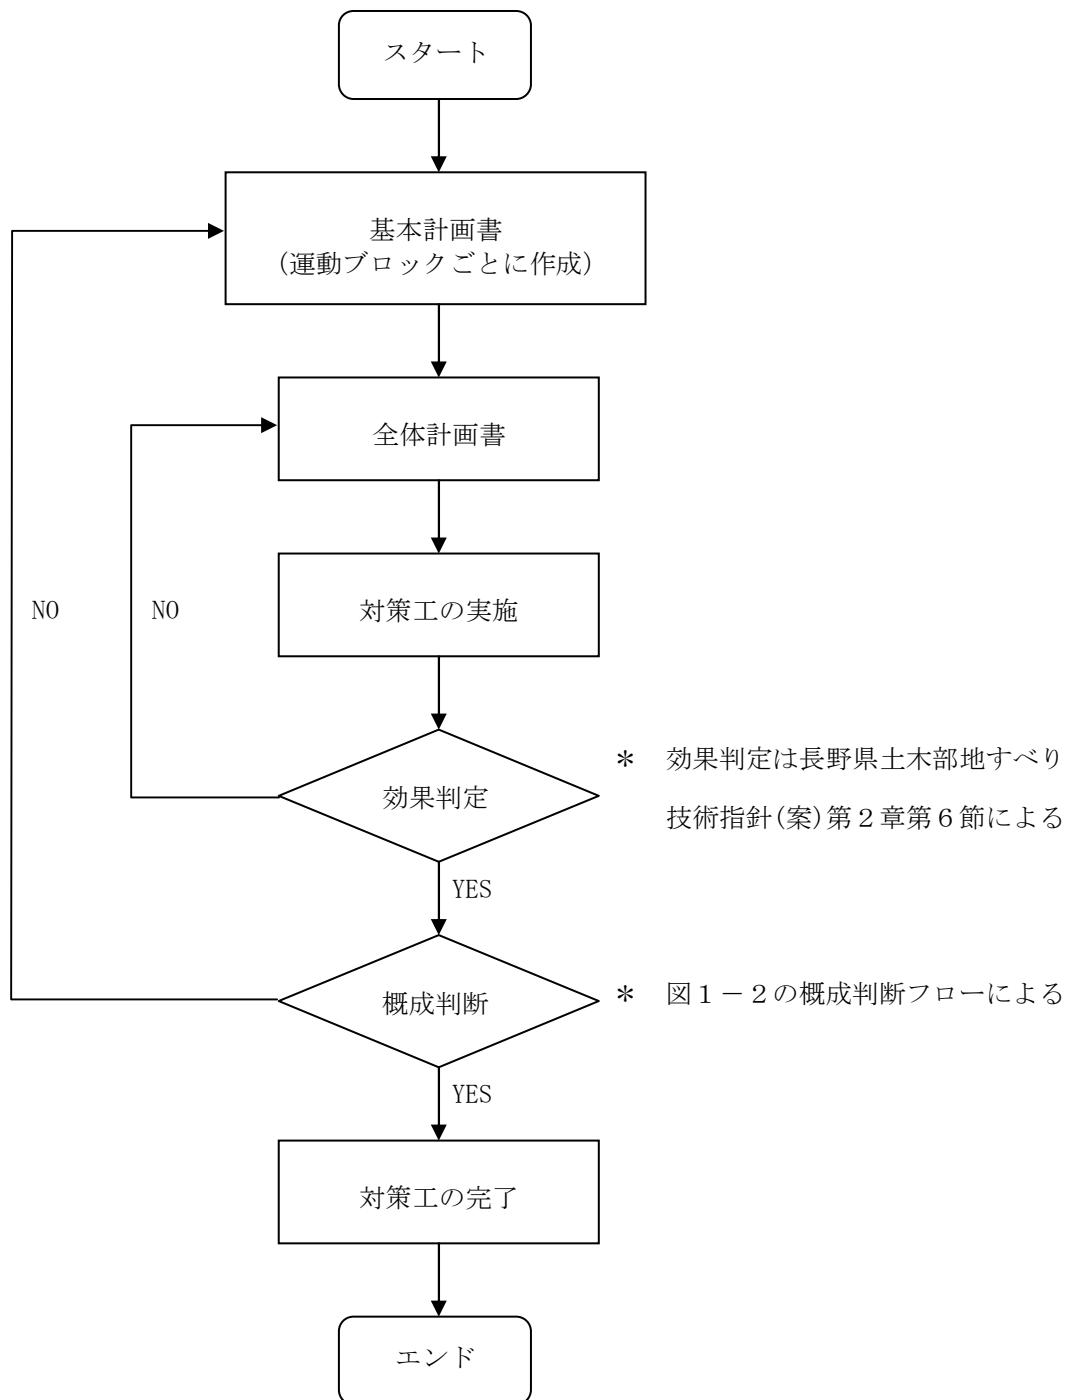 スタート
基本計画書
（運動ブロックごとに作成）
全体計画書
対策工の実施
NO
NO
効果判定
＊　効果判定は長野県土木部地すべり
技術指針(案)第２章第６節による
YES
概成判断
＊　図１－２の概成判断フローによる
YES
対策工の完了
エンド